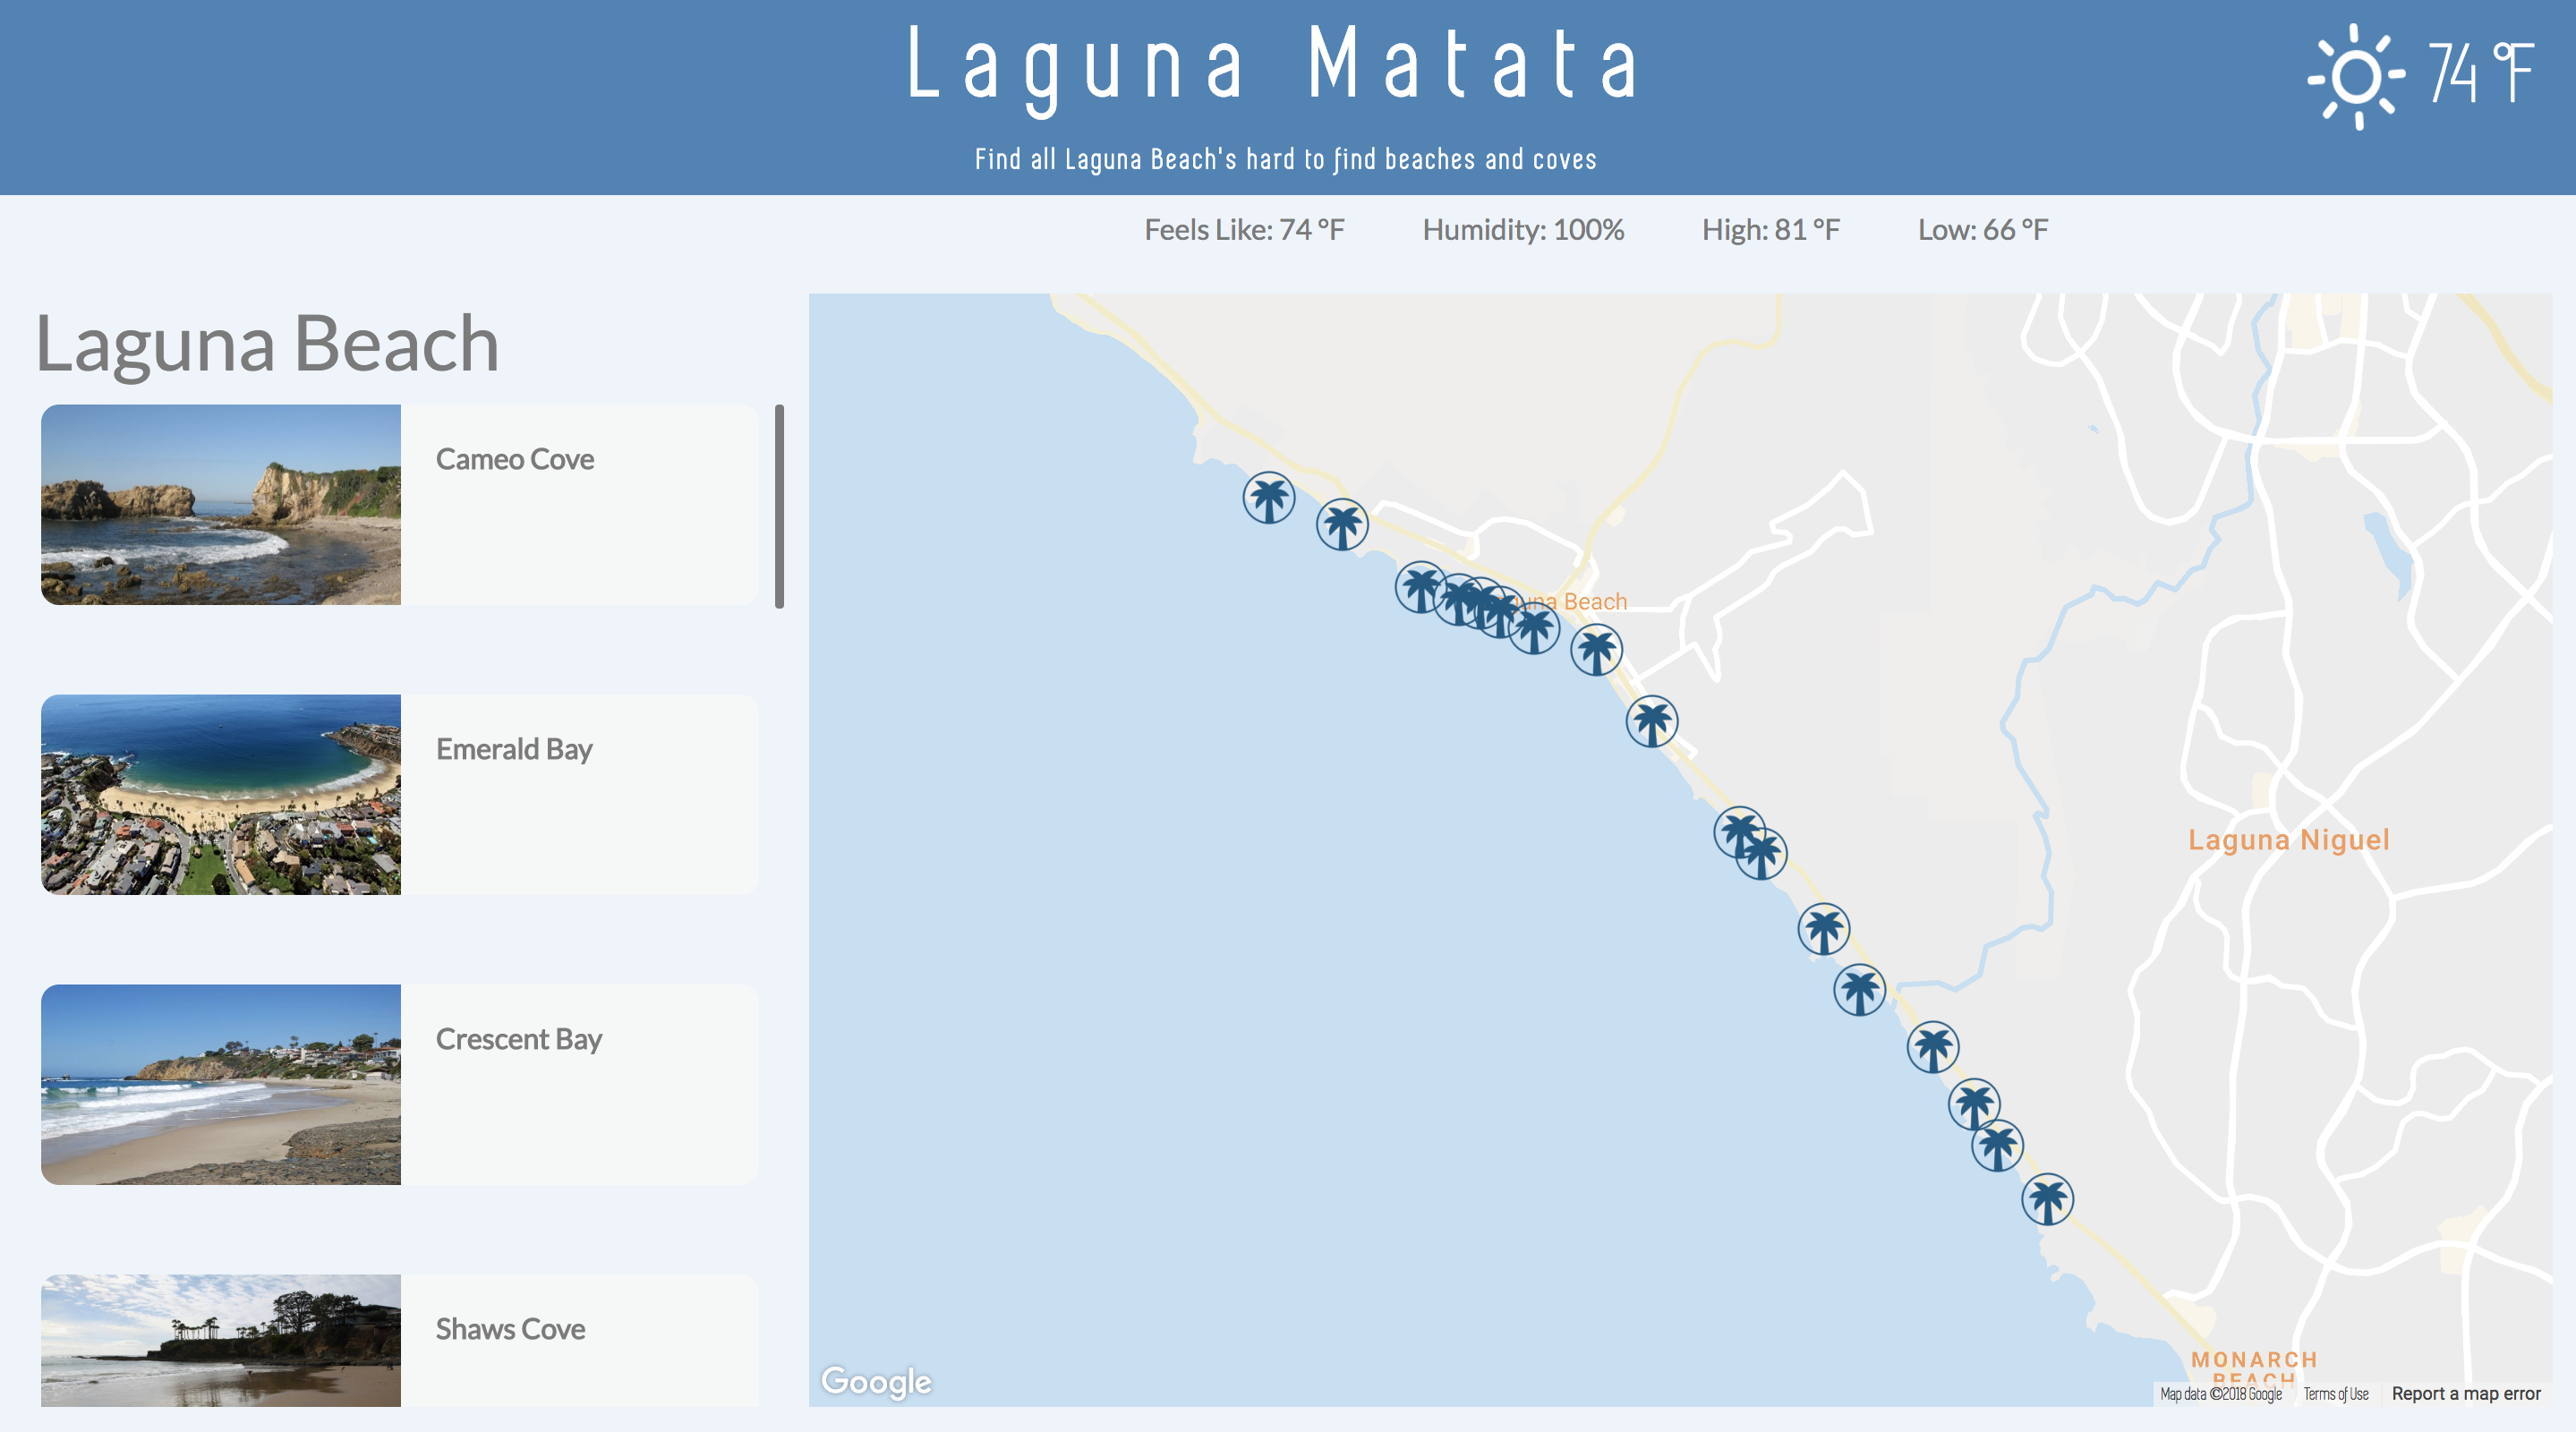 Laguna Matata
74 °F
Find all Laguna Beach's hard to find beaches and coves
Feels Like: 74 °F Humidity: 100% High: 81 °F Low: 66 °F
Laguna Beach
Cameo Cove
Emerald Bay
Crescent Bay
Shaws Cove
Beach
Laguna Niguel
MONARCH
BEACH
Google
Map data ©2018 Google Terms of Use Report a map error